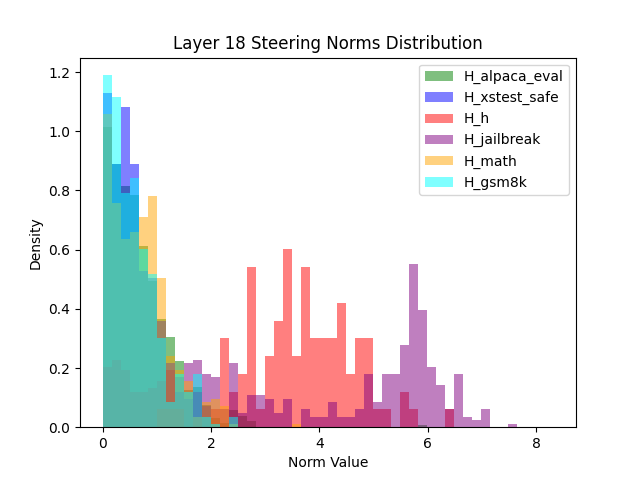 Layer 18 Steering Norms Distribution
1.2
1.0
0.8
0.6
0.4
0.2
0.0
Density
H_alpaca_eval
H_xstest_safe
H_h
H_jailbreak
H_math
H_gsm8k
0 2 4 6 8
Norm Value